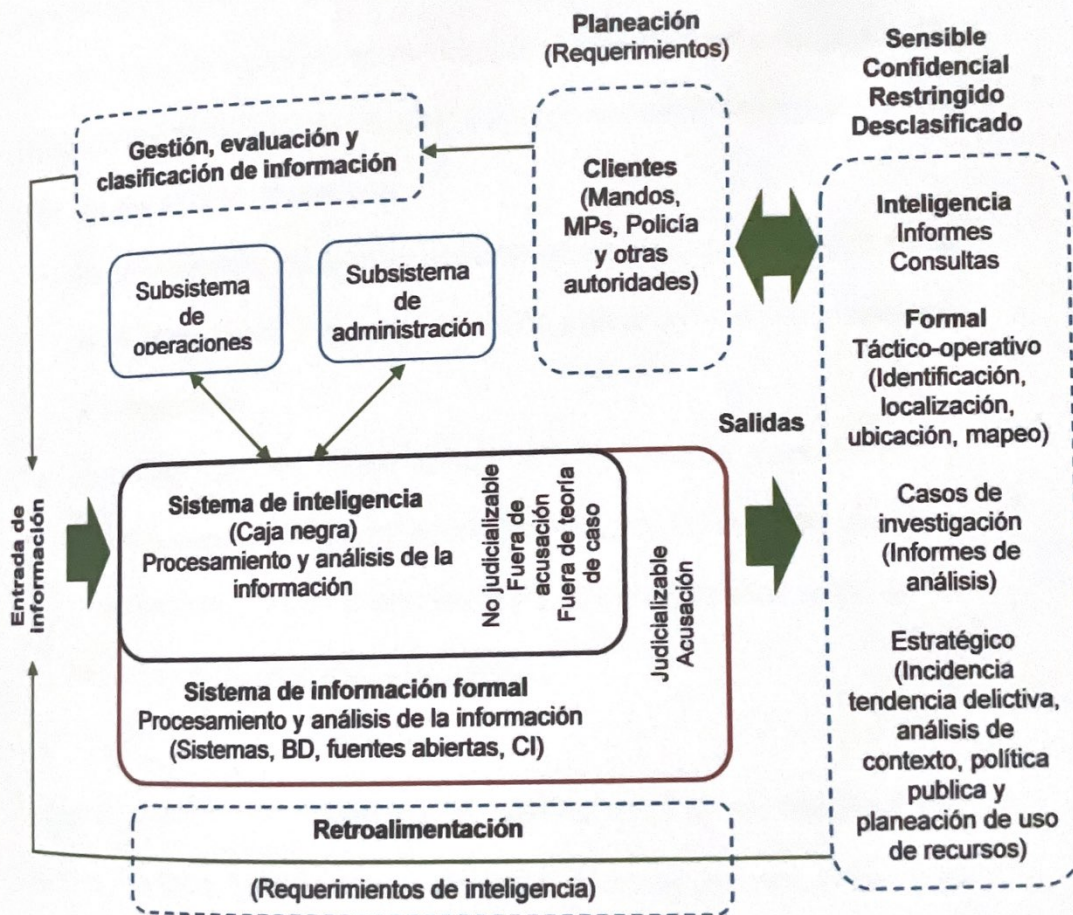 Planeación
(Requerimientos)
Sensible
Confidencial
Restringido
Desclasificado
Gestión, evaluación y
clasificación de información
Clientes
(Mandos,
MPs, Policía
y otras
autoridades)
Inteligencia
Informes
Consultas
Formal
Táctico-operativo
(Identificación,
localización,
ubicación, mapeo)
Casos de
investigación
(Informes de
análisis)
Estratégico
(Incidencia
tendencia delictiva,
análisis de
contexto, política
publica y
planeación de uso
de recursos)
Subsistema
de
operaciones
Subsistema
de
administración
Salidas
Entrada de
información
Sistema de inteligencia
(Caja negra)
Procesamiento y análisis de la
información
No judicializable
Fuera de
acusación
Fuera de teoría
de caso
Judicializable
Acusación
Sistema de información formal
Procesamiento y análisis de la información
(Sistemas, BD, fuentes abiertas, CI)
Retroalimentación
(Requerimientos de inteligencia)